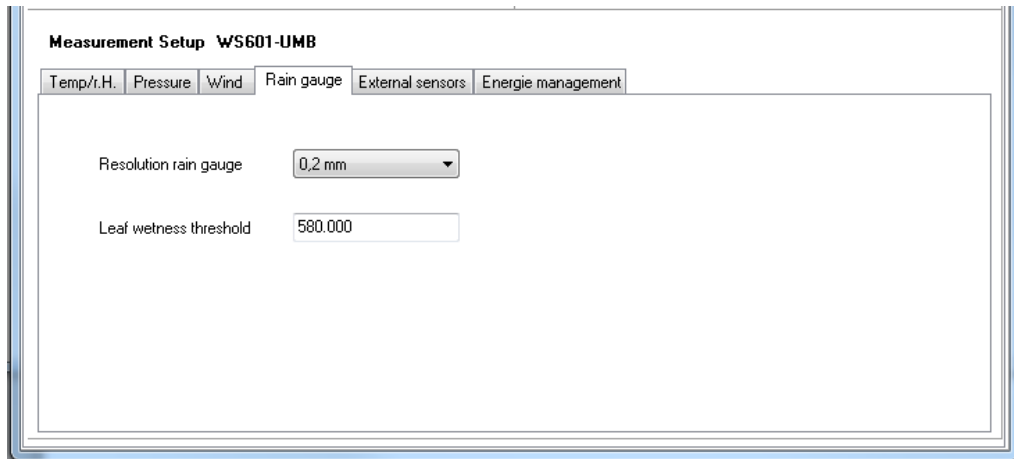 Measurement Setup WS601-UMB
Temp/r.H. Pressure Wind Rain gauge External sensors Energie management
Resolution rain gauge 0,2 mm
Leaf wetness threshold 580.000